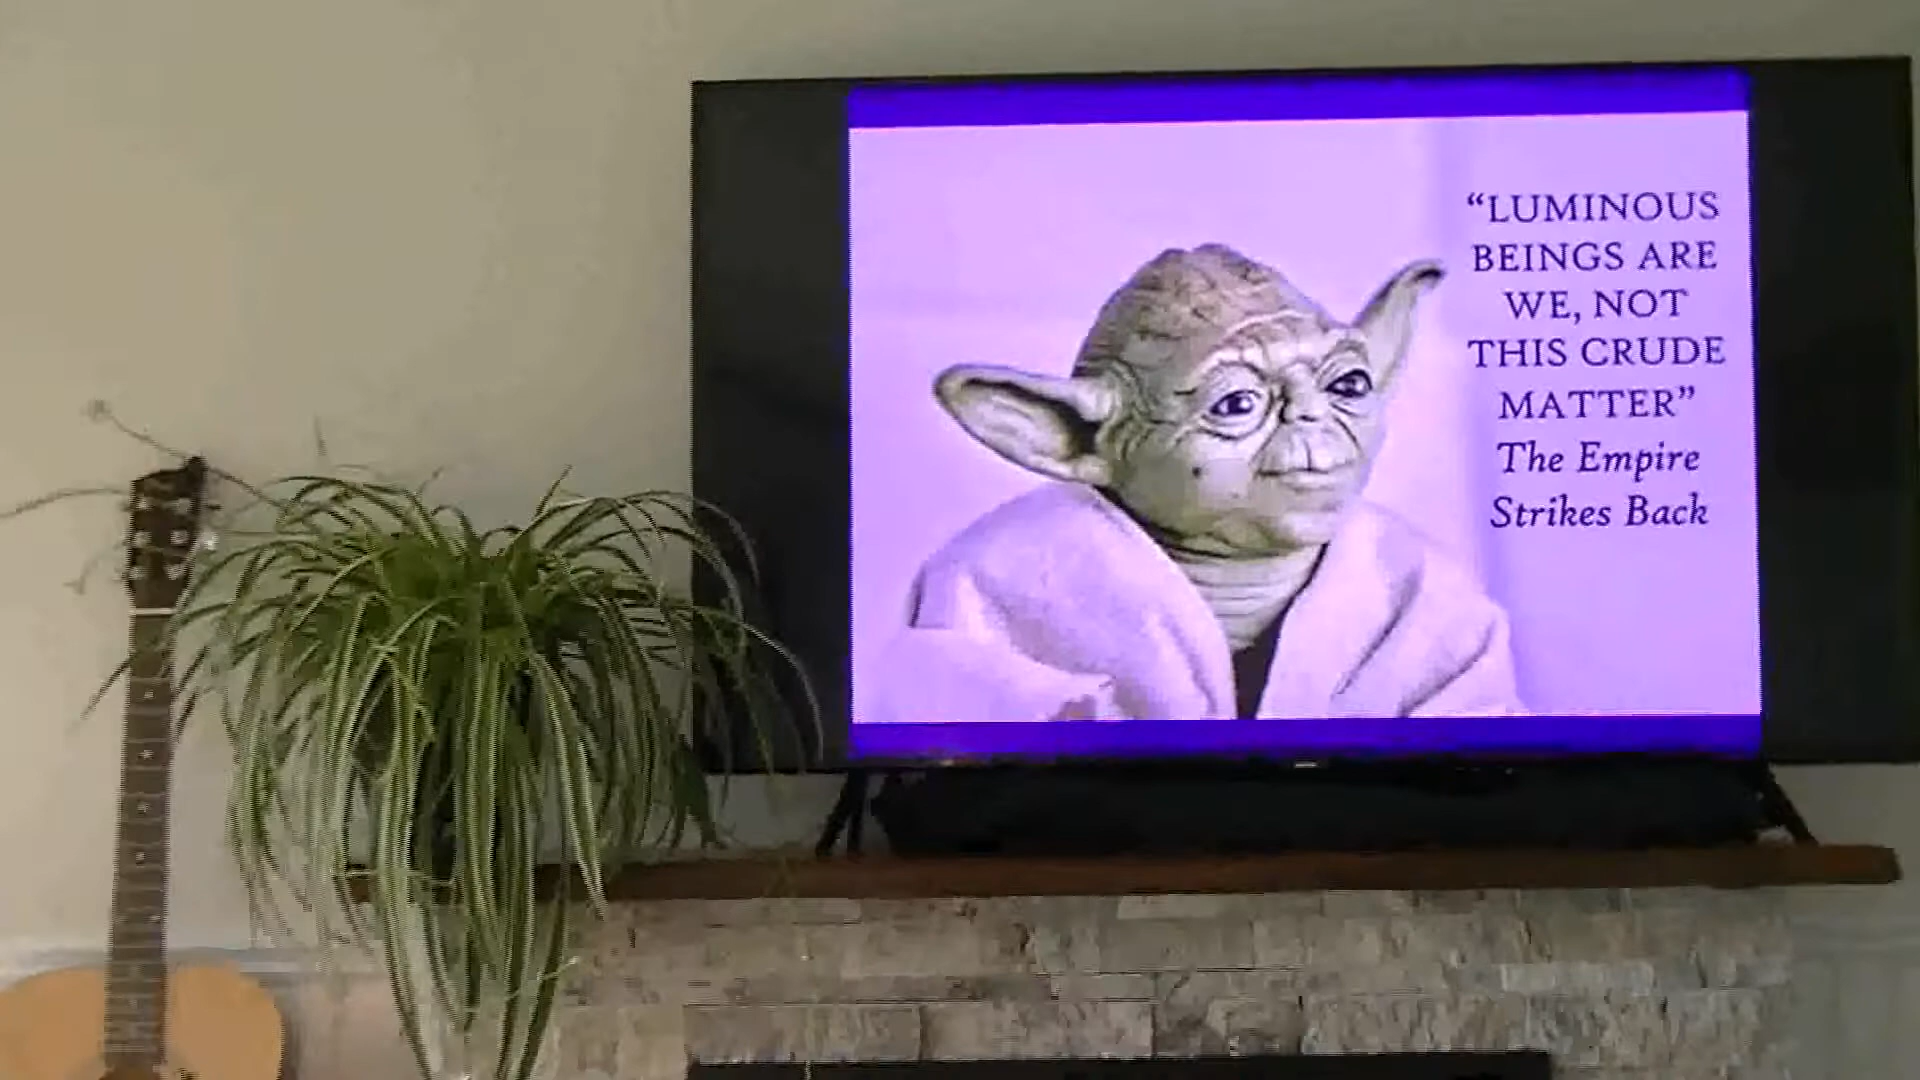 “LUMINOUS
BEINGS ARE
WE, NOT
THIS CRUDE
MATTER”
The Empire
Strikes Back